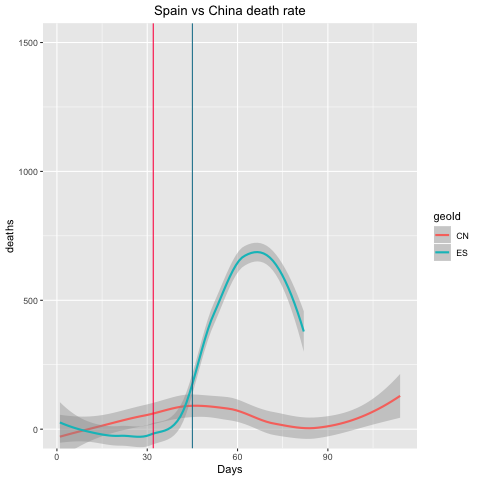 Spain vs China death rate
1500
1000
500
0
deaths
0 30 60 90
Days
geoId
CN
ES